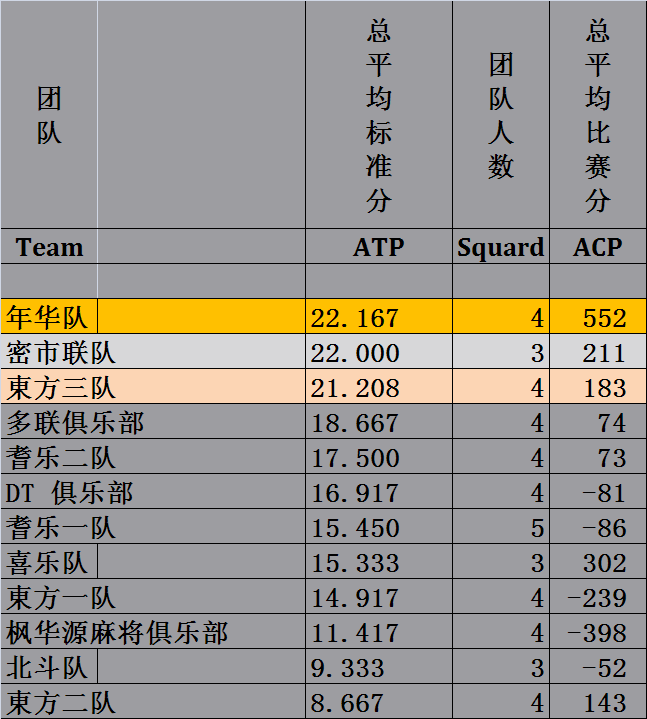 团队 总平均标准分 团队人数 总平均比赛分
Team ATP Squard ACP
年华队 22.167 4 552
密市联队 22.000 3 211
東方三队 21.208 4 183
多联俱乐部 18.667 4 74
耆乐二队 17.500 4 73
DT 俱乐部 16.917 4 -81
耆乐一队 15.450 5 -86
喜乐队 15.333 3 302
東方一队 14.917 4 -239
枫华源麻将俱乐部 11.417 4 -398
北斗队 9.333 3 -52
東方二队 8.667 4 143